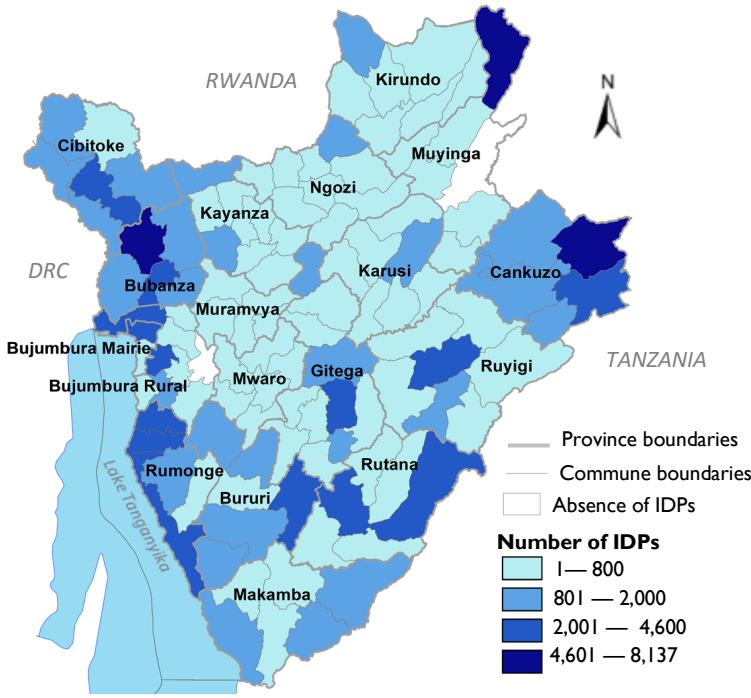 RWANDA
Kirundo
N
Cibitoke
Muyinga
Ngozi
Kayanza
DRC
Karusi
Cankuzo
Bubanza
Muramvya
Bujumbura Mairie
TANZANIA
Ruyigi
Gitega
Mwaro
Bujumbura Rural
Province boundaries
Rumonge
Rutana
Commune boundaries
Lake Tanganyika
Bururi
Absence of IDPs
Number of IDPs
1— 800
Makamba
801 — 2,000
2,001 — 4,600
4,601 — 8,137